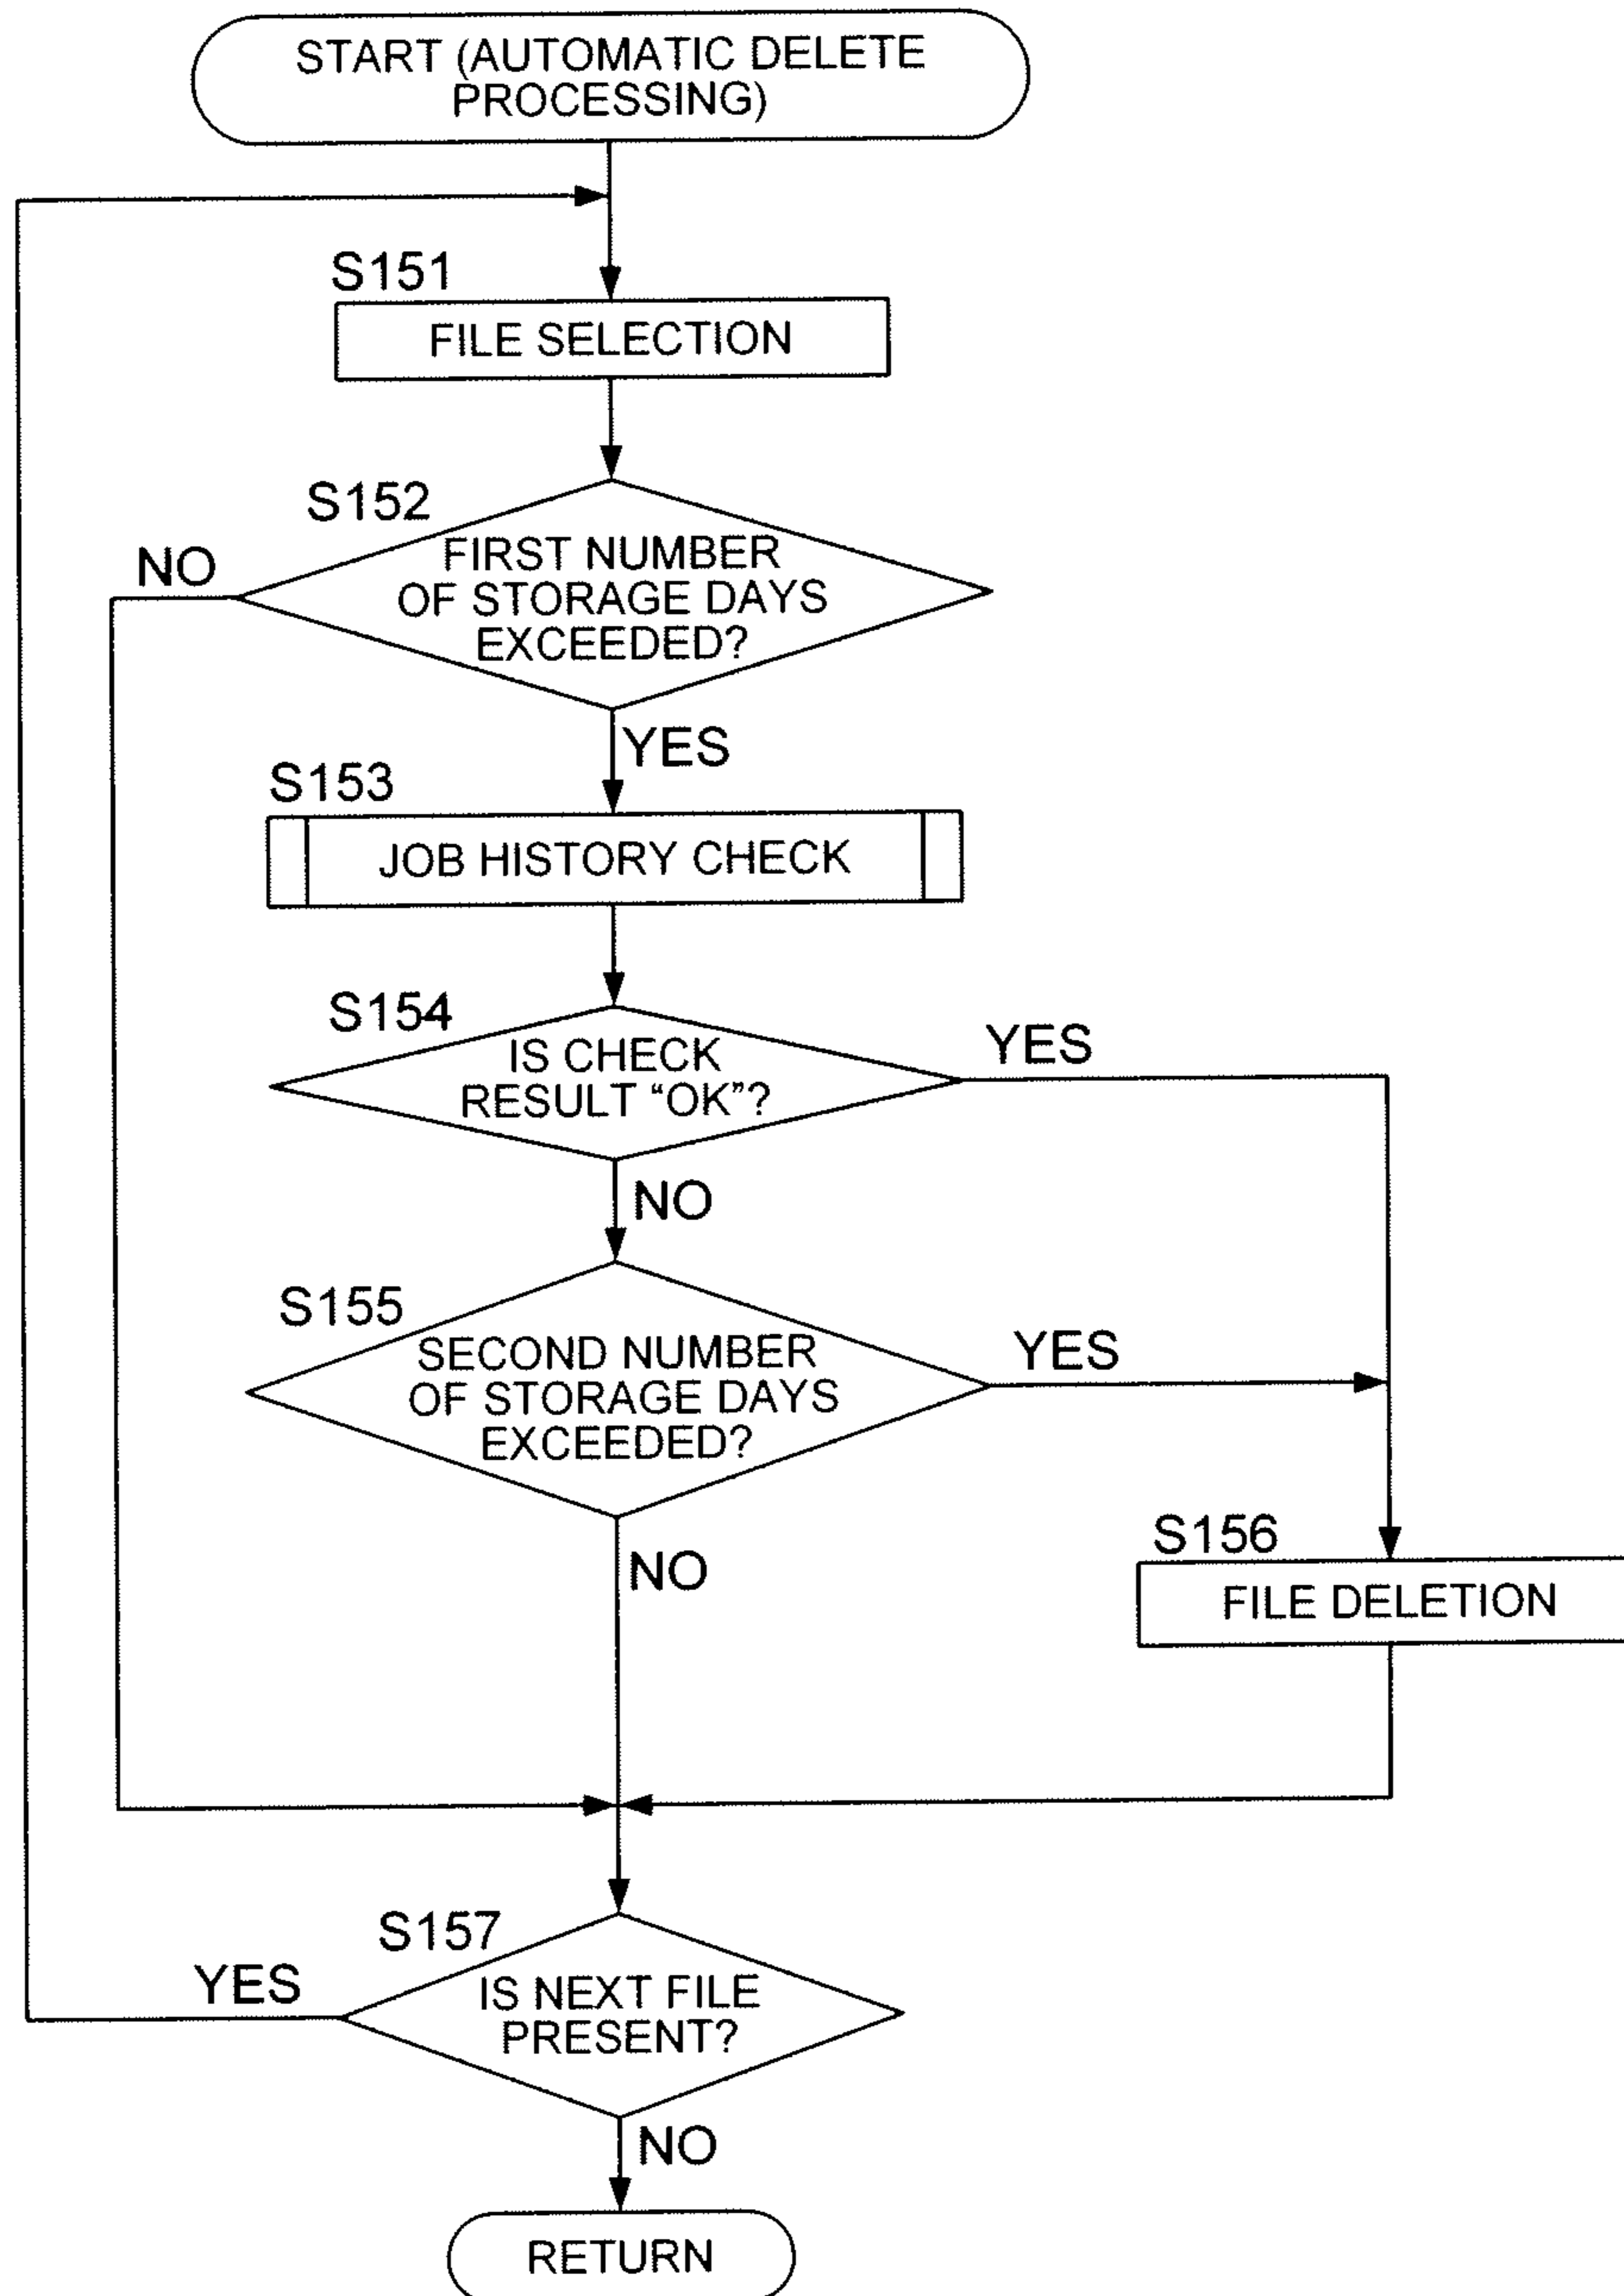 START (AUTOMATIC DELETE
PROCESSING)
S151
FILE SELECTION
S152
NO
FIRST NUMBER
OF STORAGE DAYS
EXCEEDED?
YES
S153
JOB HISTORY CHECK
S154
IS CHECK
RESULT “OK”?
YES
NO
S155
SECOND NUMBER
OF STORAGE DAYS
EXCEEDED?
YES
NO
S156
FILE DELETION
S157
YES
IS NEXT FILE
PRESENT?
NO
RETURN